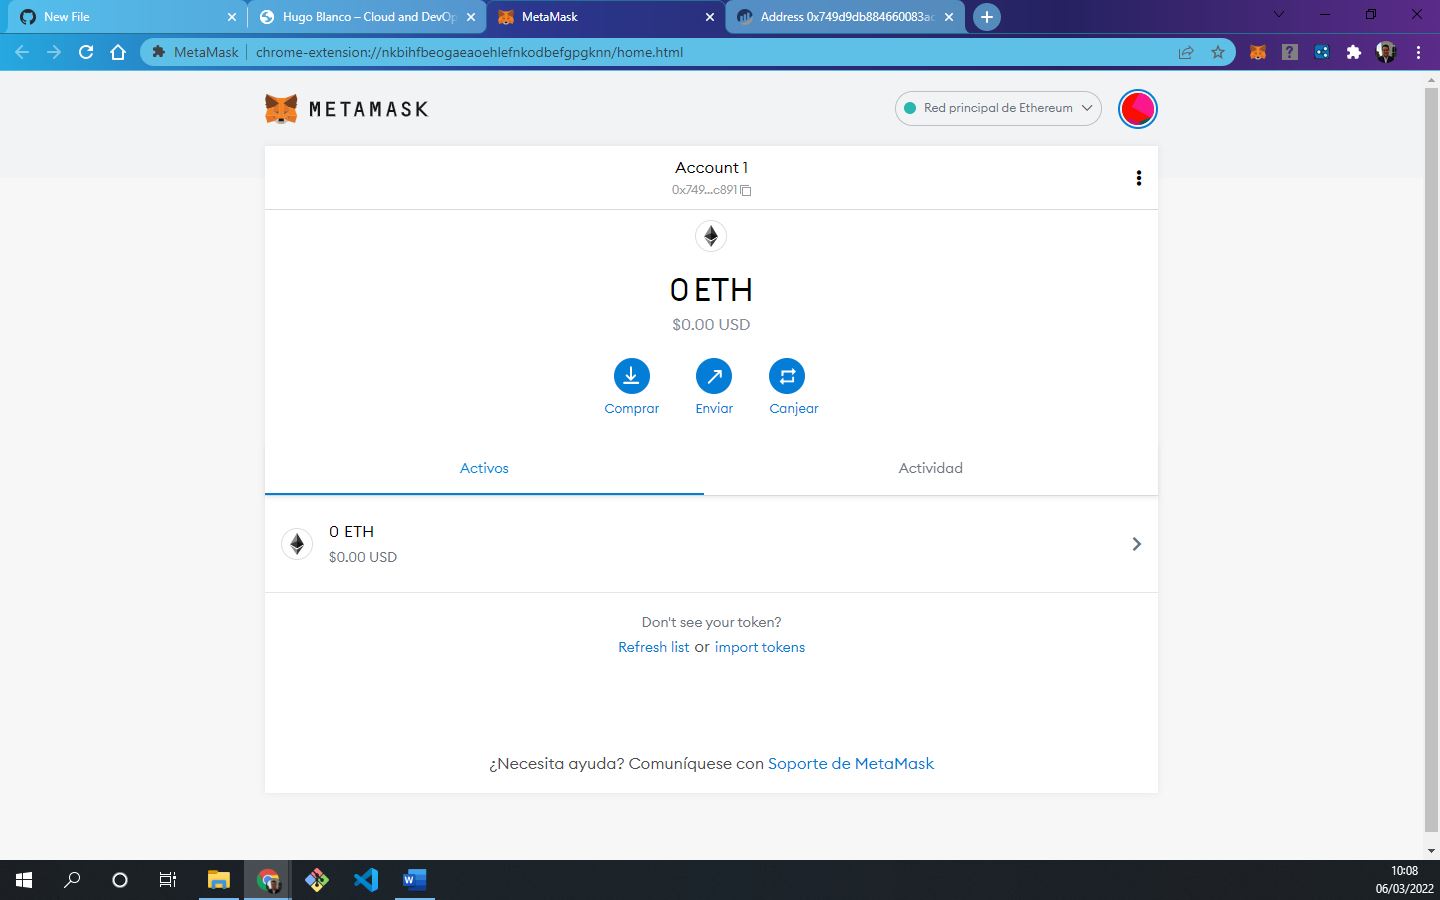 New File
Hugo Blanco – Cloud and DevOp
MetaMask
Address 0x749d9db884660083ac
MetaMask
chrome-extension://nkbihfbeogaeaoehlefnkodbefgpgknn/home.html
METAMASK
Red principal de Ethereum
Account 1
0x749...c891
0 ETH
$0.00 USD
Comprar
Enviar
Canjear
Activos
Actividad
0 ETH
$0.00 USD
Don't see your token?
Refresh list or import tokens
¿Necesita ayuda? Comuníquese con Soporte de MetaMask
10:08
06/03/2022